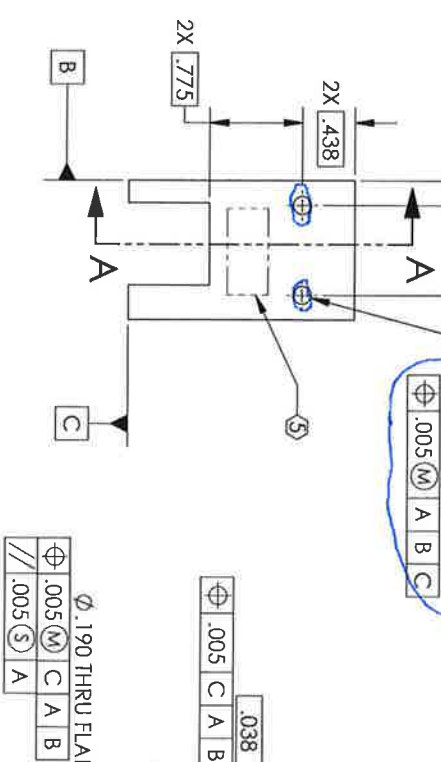 2X .775
2X .438
B
A
A
⌖ .005 Ⓜ A B C
5
C
.038
⌖ .005 C A B
Ø.190 THRU
⌖ .005 Ⓜ C A B
// .005 Ⓢ A